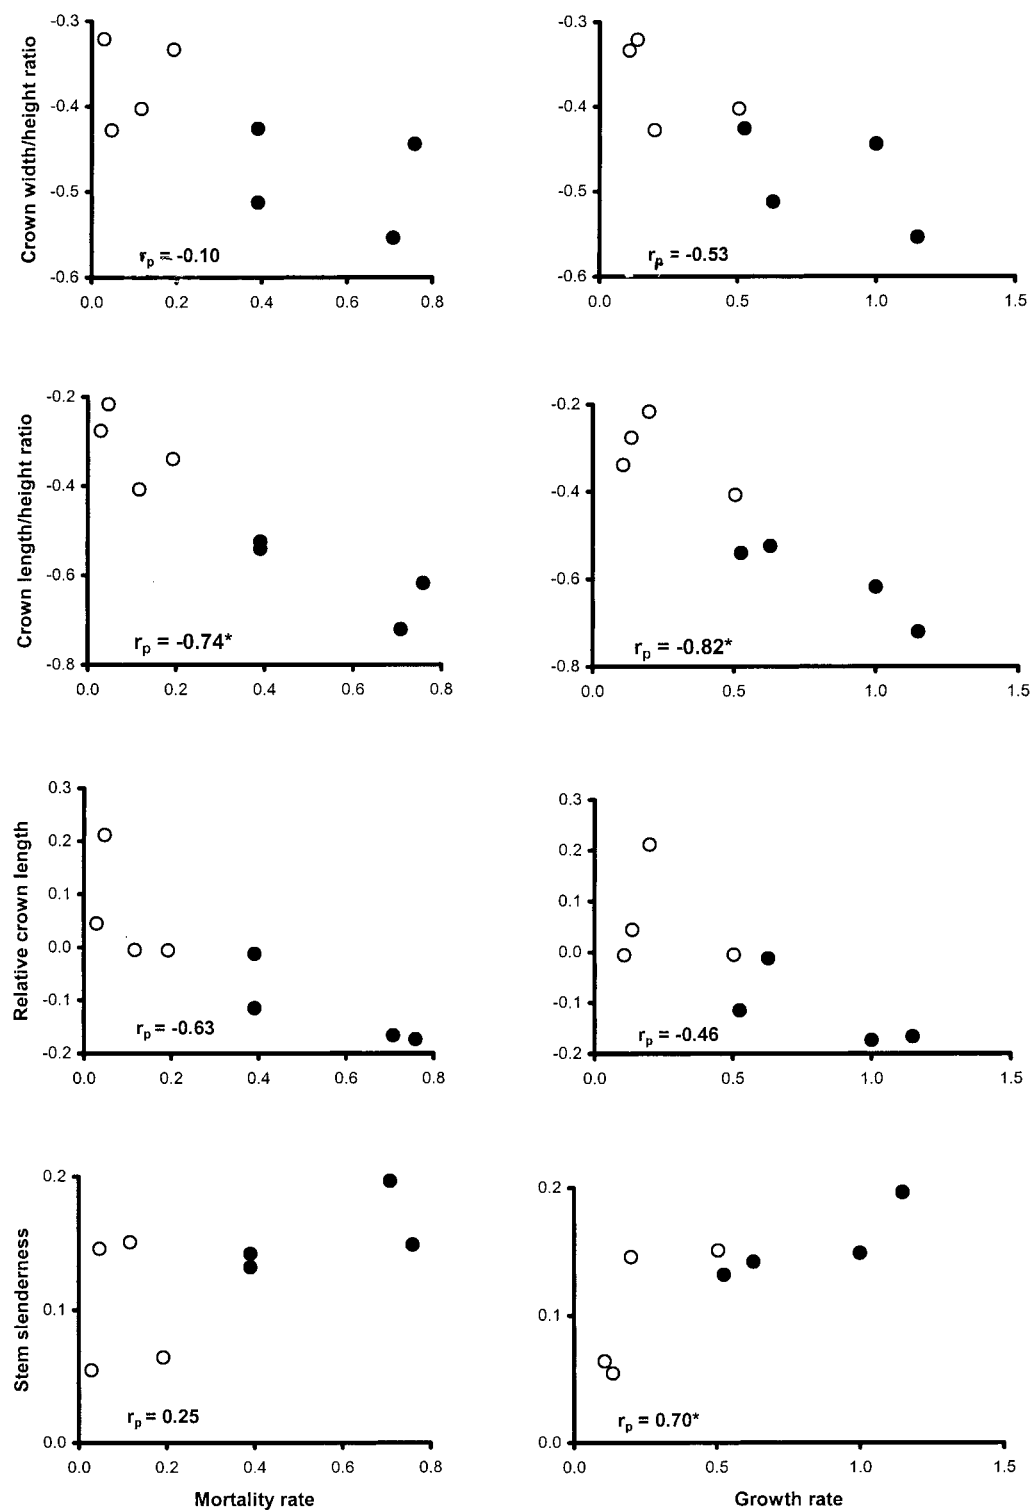 Crown width/height ratio
-0.3
-0.4
-0.5
-0.6
0.0 0.2 0.4 0.6 0.8
rp = -0.10
-0.3
-0.4
-0.5
-0.6
0.0 0.5 1.0 1.5
rp = -0.53
Crown length/height ratio
-0.2
-0.4
-0.6
-0.8
0.0 0.2 0.4 0.6 0.8
rp = -0.74*
-0.2
-0.4
-0.6
-0.8
0.0 0.5 1.0 1.5
rp = -0.82*
Relative crown length
0.3
0.2
0.1
0.0
-0.1
-0.2
0.0 0.2 0.4 0.6 0.8
rp = -0.63
0.3
0.2
0.1
0.0
-0.1
-0.2
0.0 0.5 1.0 1.5
rp = -0.46
Stem slenderness
0.2
0.1
0.0
0.0 0.2 0.4 0.6 0.8
rp = 0.25
Mortality rate
0.2
0.1
0.0
0.0 0.5 1.0 1.5
rp = 0.70*
Growth rate